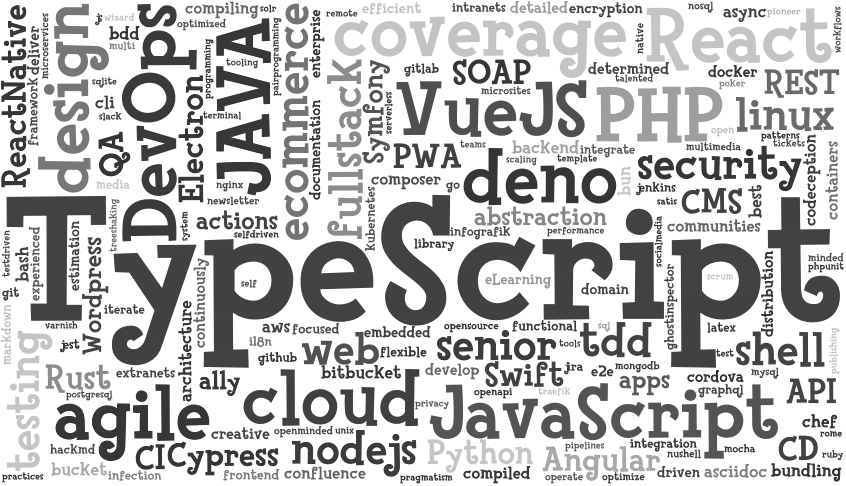 ReactNative
framework deliver
microservices
design
js
wizard
bdd
multi
sqlite
cli
slack
QA
media
DevOps
compiling
solr
optimized
programming
tooling
Electron
terminal
JAVA
pairprogramming
nginx
newsletter
ecommerce
enterprise
documentation
remote
efficient
intranets
detailed
encryption
nosql
async
pioneer
workflows
coverage
React
native
gitlab
SOAP
microsites
determined
talented
docker
poker
REST
fullstack
Symfony
serverless
VueJS
PHP
open
linux
patterns
tickets
PWA
teams
backend
integrate
multimedia
scaling
template
composer
go
deno
bun
security
jenkins
satis
CMS
best
codeception
containers
kubernetes
abstraction
communities
actions
selfdriven
system
treeshaking
infografik
performance
library
socialmedia
TypeScript
testdriven
bash
experienced
git
estimation
Wordpress
iterate
varnish
continuously
self
eLearning
domain
ghostinspector
scrum
distribution
minded
phpunit
markdown
testing
jest
architecture
aws
focused
il8n
github
embedded
opensource
functional
sql
latex
web
flexible
senior
tools
tdd
test
shell
mysql
publishing
Rust
postgresql
extranets
ally
bitbucket
develop
Swift
jra
e2e
mongodb
apps
cordova
graphql
API
agile
cloud
privacy
openapi
traefik
JavaScript
chef
rome
hackmd
creative
openminded
unix
CI
Cypress
nodejs
Python
pipelines
integration
nushell
mocha
CD
ruby
practices
bucket
infection
frontend
confluence
pragmatism
compiled
Angular
operate
optimize
driven
asciidoc
bundling